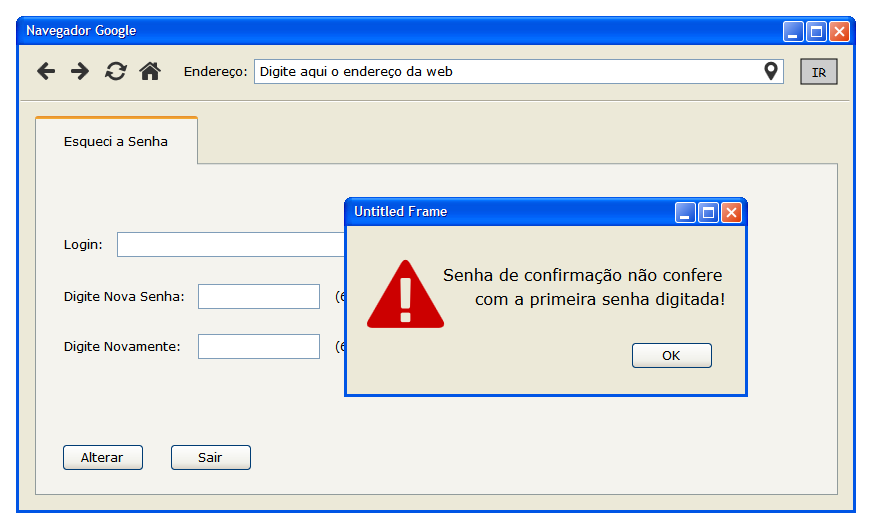 Navegador Google
Endereço: Digite aqui o endereço da web IR
Esqueci a Senha
Untitled Frame
Login:
Senha de confirmação não confere
com a primeira senha digitada!
Digite Nova Senha: (6
Digite Novamente: (6
OK
Alterar Sair